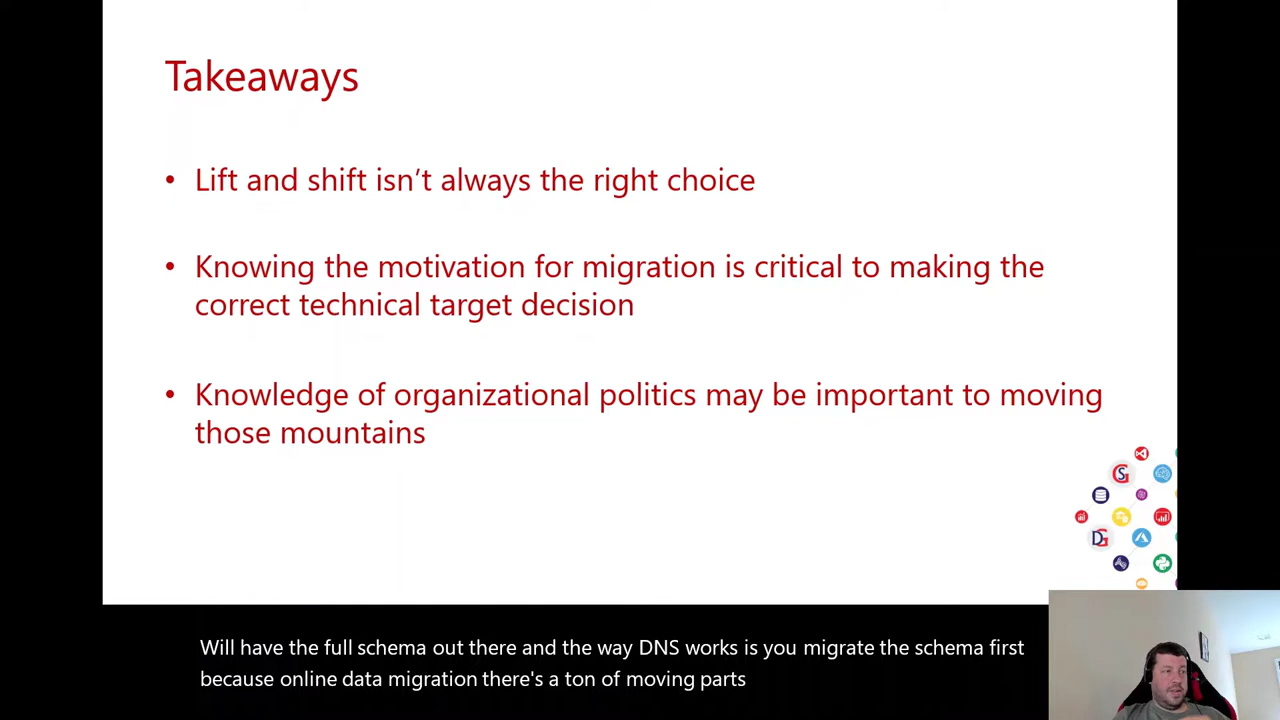 Takeaways
• Lift and shift isn’t always the right choice
• Knowing the motivation for migration is critical to making the
correct technical target decision
• Knowledge of organizational politics may be important to moving
those mountains
GS
DG
Will have the full schema out there and the way DNS works is you migrate the schema first
because online data migration there's a ton of moving parts